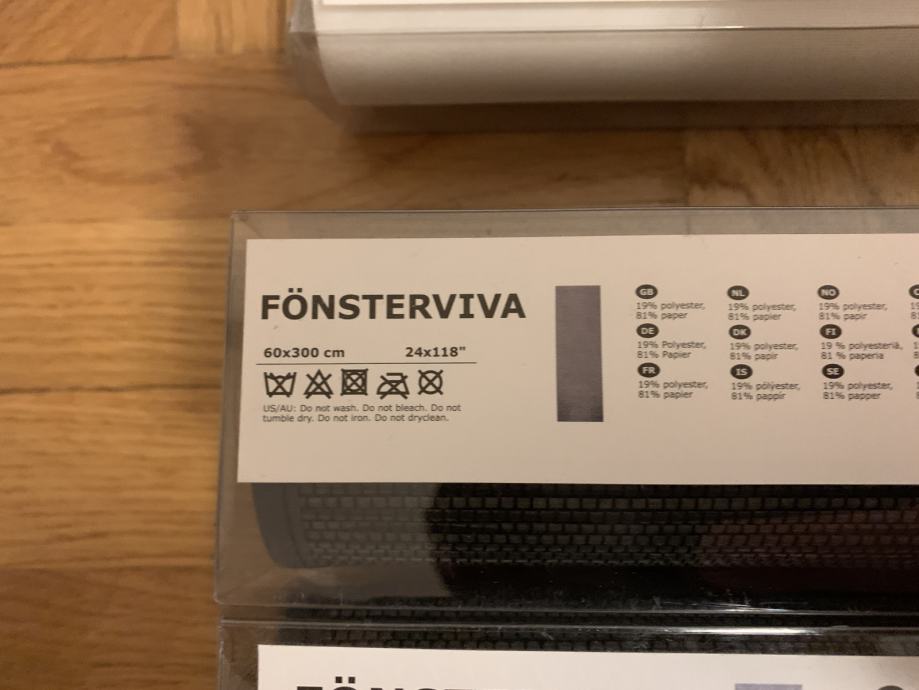 FÖNSTERVIVA
60x300 cm 24x118"
US/AU: Do not wash. Do not bleach. Do not
tumble dry. Do not iron. Do not dryclean.
GB
19% polyester,
81% paper
DE
19% Polyester,
81% Papier
FR
19% polyester,
81% papier
NL
19% polyester,
81% papier
DK
19% polyester,
81% papir
IS
19% pólýester,
81% pappír
NO
19% polyester,
81% papir
FI
19 % polyesteriä,
81 % paperia
SE
19% polyester,
81% papper